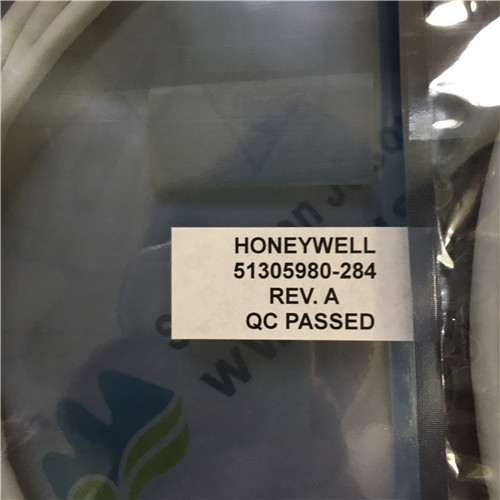 HONEYWELL
51305980-284
REV. A
QC PASSED